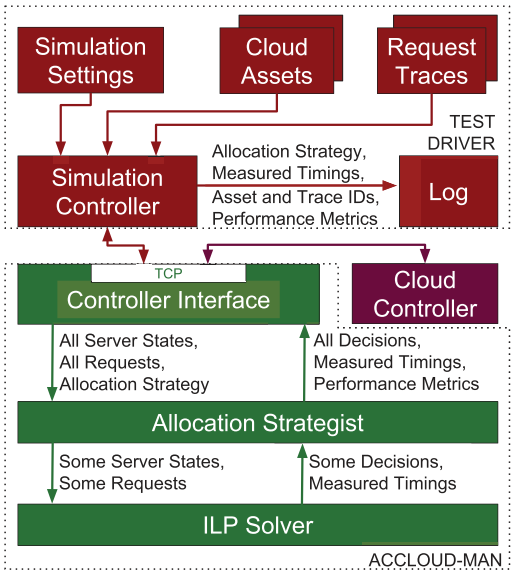 Simulation
Settings
Cloud
Assets
Request
Traces
TEST
DRIVER
Simulation
Controller
Allocation Strategy,
Measured Timings,
Asset and Trace IDs,
Performance Metrics
Log
TCP
Controller Interface
Cloud
Controller
All Server States,
All Requests,
Allocation Strategy
All Decisions,
Measured Timings,
Performance Metrics
Allocation Strategist
Some Server States,
Some Requests
Some Decisions,
Measured Timings
ILP Solver
ACCLOUD-MAN